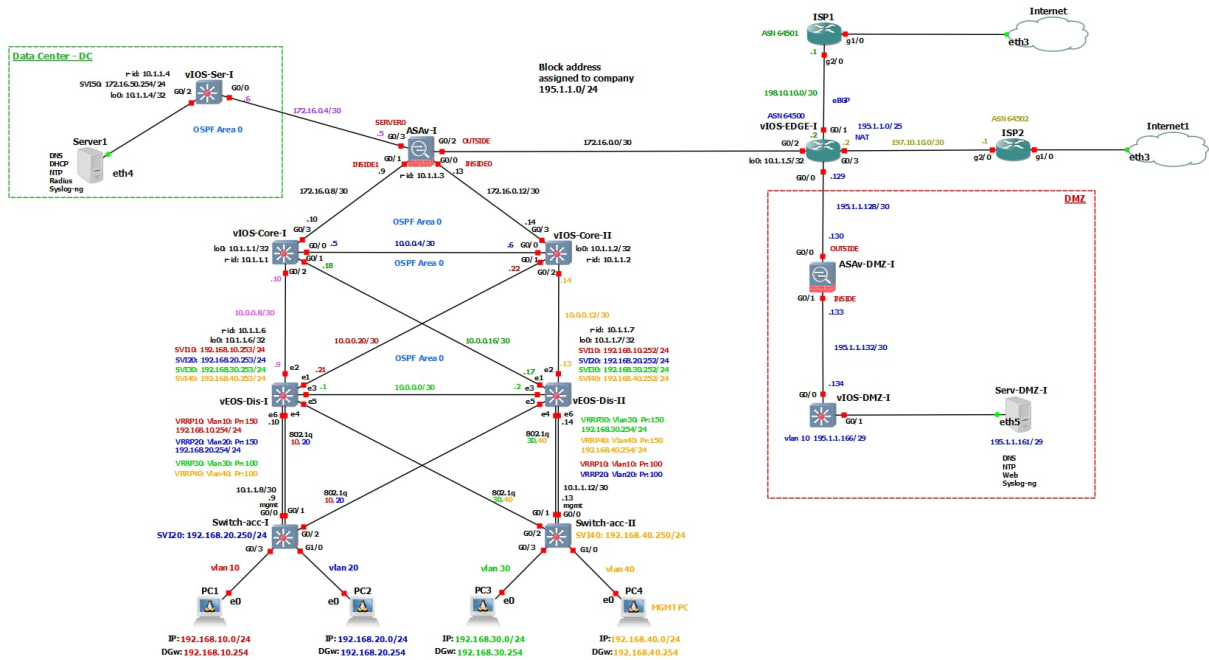 Data Center - DC
r-id: 10.1.1.4
SVI50: 172.16.50.254/24
lo0: 10.1.1.4/32
vIOS-Ser-I
G0/2
G0/0
.6
OSPF Area 0
Server1
DNS
DHCP
NTP
Radius
Syslog-ng
eth4
172.16.0.4/30
SERVER0
.5
G0/3
ASAv-I
G0/2
OUTSIDE
INSIDE1
G0/1
G0/0
INSIDE0
.9
.13
r-id: 10.1.1.3
Block address
assigned to company
195.1.1.0/24
172.16.0.0/30
ISP1
ASN 64501
g1/0
.1
g2/0
Internet
eth3
198.10.10.0/30
eBGP
ASN 64500
vIOS-EDGE-I
G0/1
195.1.1.0/25
NAT
.2
G0/2
.2
197.10.10.0/30
G0/3
lo0: 10.1.1.5/32
G0/0
.129
ASN 64502
ISP2
.1
g2/0
g1/0
Internet1
eth3
195.1.1.128/30
DMZ
.130
OUTSIDE
G0/0
ASAv-DMZ-I
G0/1
INSIDE
.133
195.1.1.132/30
.134
G0/0
vIOS-DMZ-I
G0/1
vlan 10 195.1.1.166/29
Serv-DMZ-I
eth5
195.1.1.161/29
DNS
NTP
Web
Syslog-ng
172.16.0.8/30
172.16.0.12/30
.10
G0/3
vIOS-Core-I
OSPF Area 0
.14
G0/3
vIOS-Core-II
lo0: 10.1.1.1/32
r-id: 10.1.1.1
G0/0
.5
10.0.0.4/30
.6
G0/0
lo0: 10.1.1.2/32
r-id: 10.1.1.2
G0/1
.18
OSPF Area 0
.22
G0/1
G0/2
.10
G0/2
.14
10.0.0.8/30
10.0.0.12/30
10.0.0.20/30
10.0.0.16/30
r-id: 10.1.1.6
lo0: 10.1.1.6/32
SVI10: 192.168.10.253/24
SVI20: 192.168.20.253/24
SVI30: 192.168.30.253/24
SVI40: 192.168.40.253/24
r-id: 10.1.1.7
lo0: 10.1.1.7/32
SVI10: 192.168.10.252/24
SVI20: 192.168.20.252/24
SVI30: 192.168.30.252/24
SVI40: 192.168.40.252/24
OSPF Area 0
.9
e2
e1
.21
.17
e1
e2
.13
vEOS-Dis-I
e3
.1
10.0.0.0/30
.2
e3
vEOS-Dis-II
e5
e5
e6
e4
.10
e4
e6
.14
VRRP10: Vlan10: Pr:150
192.168.10.254/24
VRRP20: Vlan20: Pr:150
192.168.20.254/24
VRRP30: Vlan30: Pr:100
VRRP40: Vlan40: Pr:100
802.1q
10,20
802.1q
30,40
VRRP30: Vlan30: Pr:150
192.168.30.254/24
VRRP40: Vlan40: Pr:150
192.168.40.254/24
VRRP10: Vlan10: Pr:100
VRRP20: Vlan20: Pr:100
10.1.1.8/30
.9
mgmt
G0/0
G0/1
802.1q
10,20
802.1q
30,40
10.1.1.12/30
.13
mgmt
G0/1
G0/0
Switch-acc-I
SVI20: 192.168.20.250/24
G0/2
G0/3
G1/0
Switch-acc-II
SVI40: 192.168.40.250/24
G0/2
G0/3
G1/0
vlan 10
vlan 20
vlan 30
vlan 40
PC1
e0
PC2
e0
PC3
e0
PC4
e0
MGMT PC
IP: 192.168.10.0/24
DGw: 192.168.10.254
IP: 192.168.20.0/24
DGw: 192.168.20.254
IP: 192.168.30.0/24
DGw: 192.168.30.254
IP: 192.168.40.0/24
DGw: 192.168.40.254